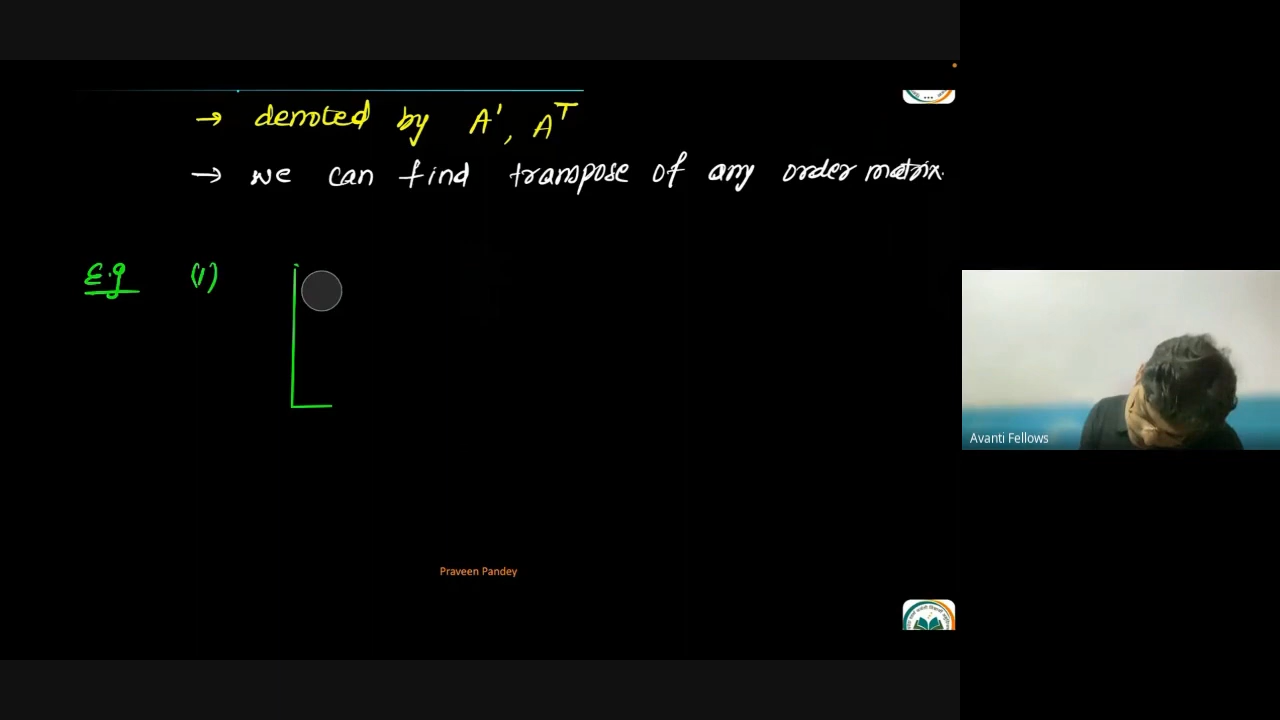 → denoted by A', Aᵀ
→ we can find transpose of any order matrix.
E.g (1)
Avanti Fellows
Praveen Pandey